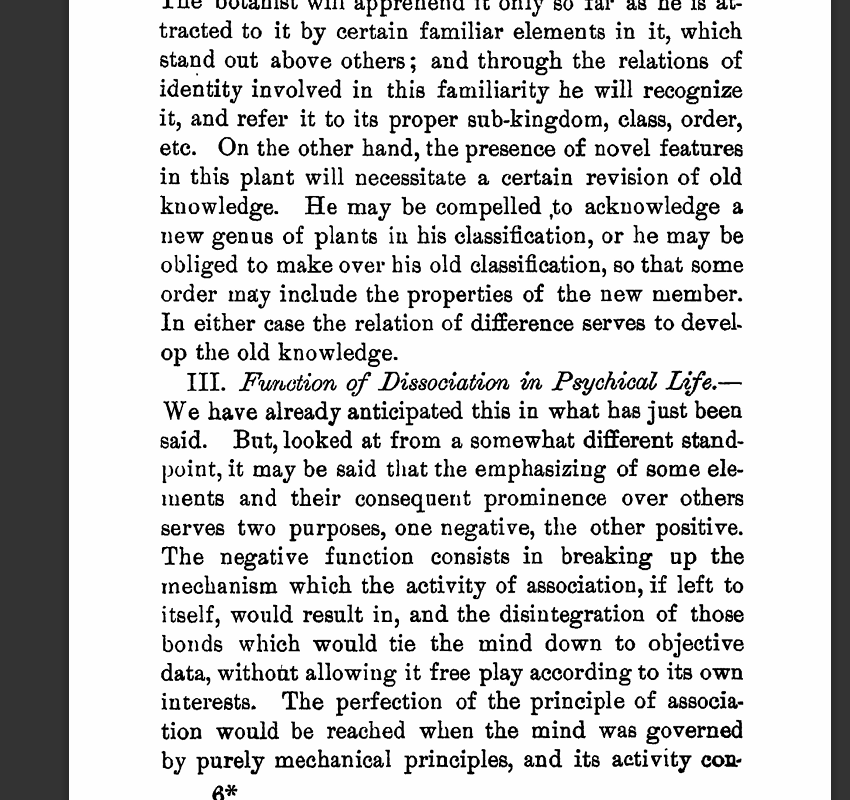 The botanist will apprehend it only so far as he is at-
tracted to it by certain familiar elements in it, which
stand out above others; and through the relations of
identity involved in this familiarity he will recognize
it, and refer it to its proper sub-kingdom, class, order,
etc. On the other hand, the presence of novel features
in this plant will necessitate a certain revision of old
knowledge. He may be compelled to acknowledge a
new genus of plants in his classification, or he may be
obliged to make over his old classification, so that some
order may include the properties of the new member.
In either case the relation of difference serves to devel-
op the old knowledge.
III. Function of Dissociation in Psychical Life.—
We have already anticipated this in what has just been
said. But, looked at from a somewhat different stand-
point, it may be said that the emphasizing of some ele-
ments and their consequent prominence over others
serves two purposes, one negative, the other positive.
The negative function consists in breaking up the
mechanism which the activity of association, if left to
itself, would result in, and the disintegration of those
bonds which would tie the mind down to objective
data, without allowing it free play according to its own
interests. The perfection of the principle of associa-
tion would be reached when the mind was governed
by purely mechanical principles, and its activity con-
6*